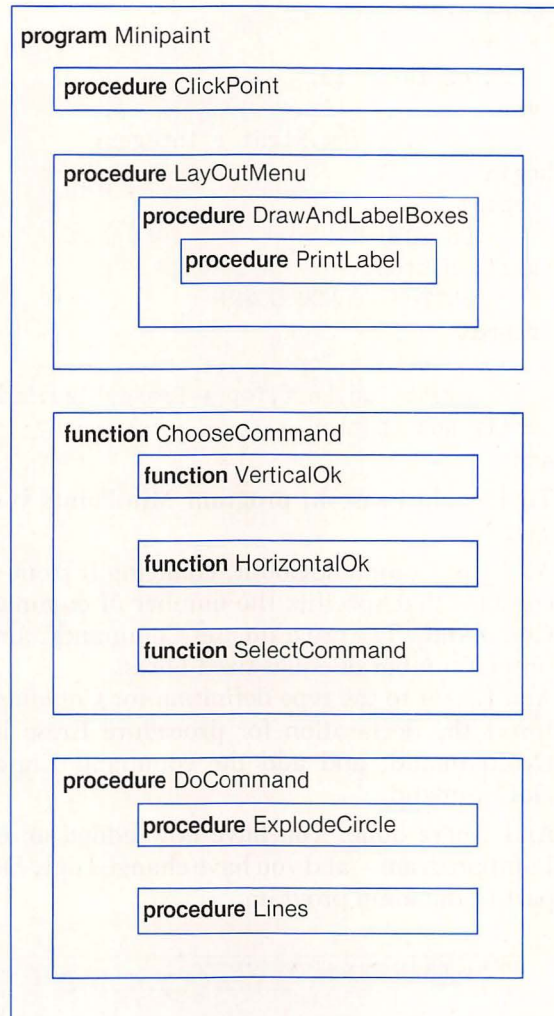 program Minipaint
procedure ClickPoint
procedure LayOutMenu
procedure DrawAndLabelBoxes
procedure PrintLabel
function ChooseCommand
function VerticalOk
function HorizontalOk
function SelectCommand
procedure DoCommand
procedure ExplodeCircle
procedure Lines